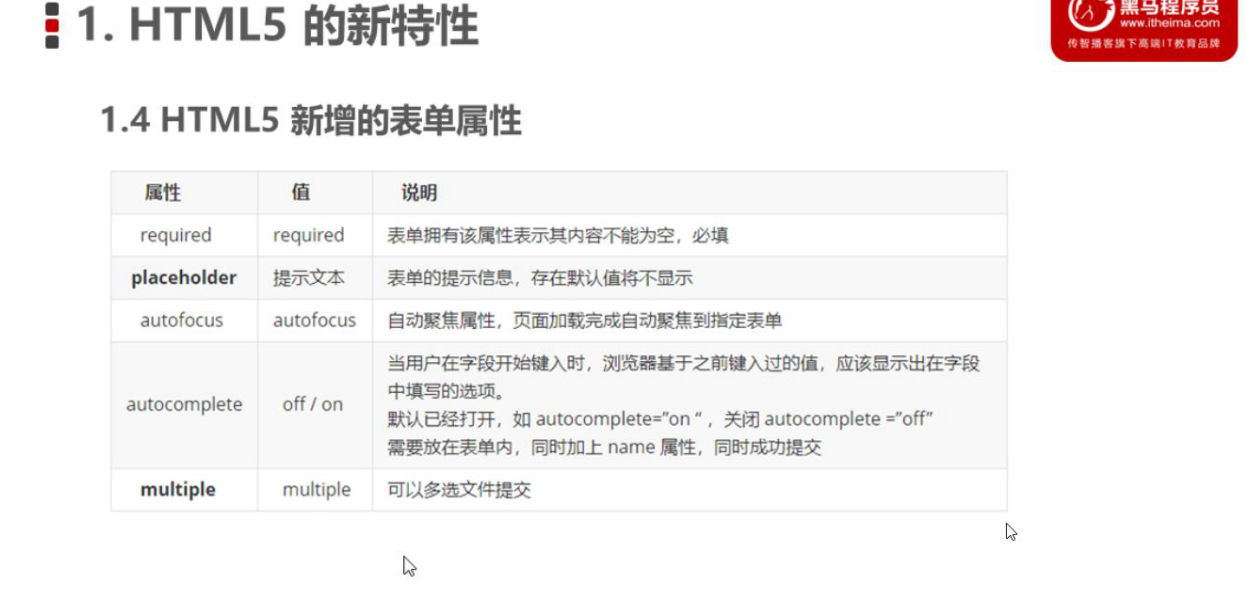 1. HTML5 的新特性
黑马程序员
www.itheima.com
传智播客旗下高端IT教育品牌
1.4 HTML5 新增的表单属性
属性 值 说明
required required 表单拥有该属性表示其内容不能为空，必填
placeholder 提示文本 表单的提示信息，存在默认值将不显示
autofocus autofocus 自动聚焦属性，页面加载完成自动聚焦到指定表单
autocomplete off / on 当用户在字段开始键入时，浏览器基于之前键入过的值，应该显示出在字段
中填写的选项。
默认已经打开，如 autocomplete=”on “ ，关闭 autocomplete =”off”
需要放在表单内，同时加上 name 属性，同时成功提交
multiple multiple 可以多选文件提交